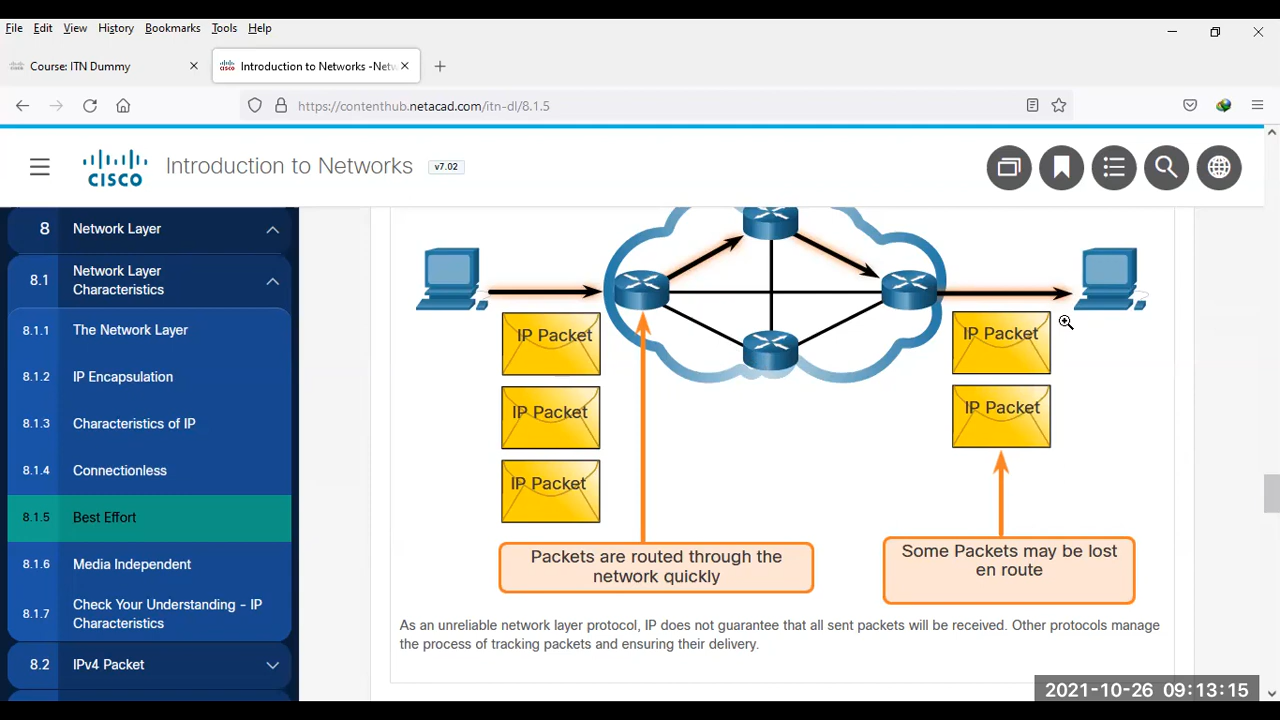 File Edit View History Bookmarks Tools Help
Course: ITN Dummy
Introduction to Networks -Netw
https://contenthub.netacad.com/itn-dl/8.1.5
CISCO
Introduction to Networks
v7.02
8 Network Layer
8.1 Network Layer
Characteristics
8.1.1 The Network Layer
8.1.2 IP Encapsulation
8.1.3 Characteristics of IP
8.1.4 Connectionless
8.1.5 Best Effort
8.1.6 Media Independent
8.1.7 Check Your Understanding - IP
Characteristics
8.2 IPv4 Packet
IP Packet
IP Packet
IP Packet
IP Packet
IP Packet
Packets are routed through the
network quickly
Some Packets may be lost
en route
As an unreliable network layer protocol, IP does not guarantee that all sent packets will be received. Other protocols manage
the process of tracking packets and ensuring their delivery.
2021-10-26 09:13:15